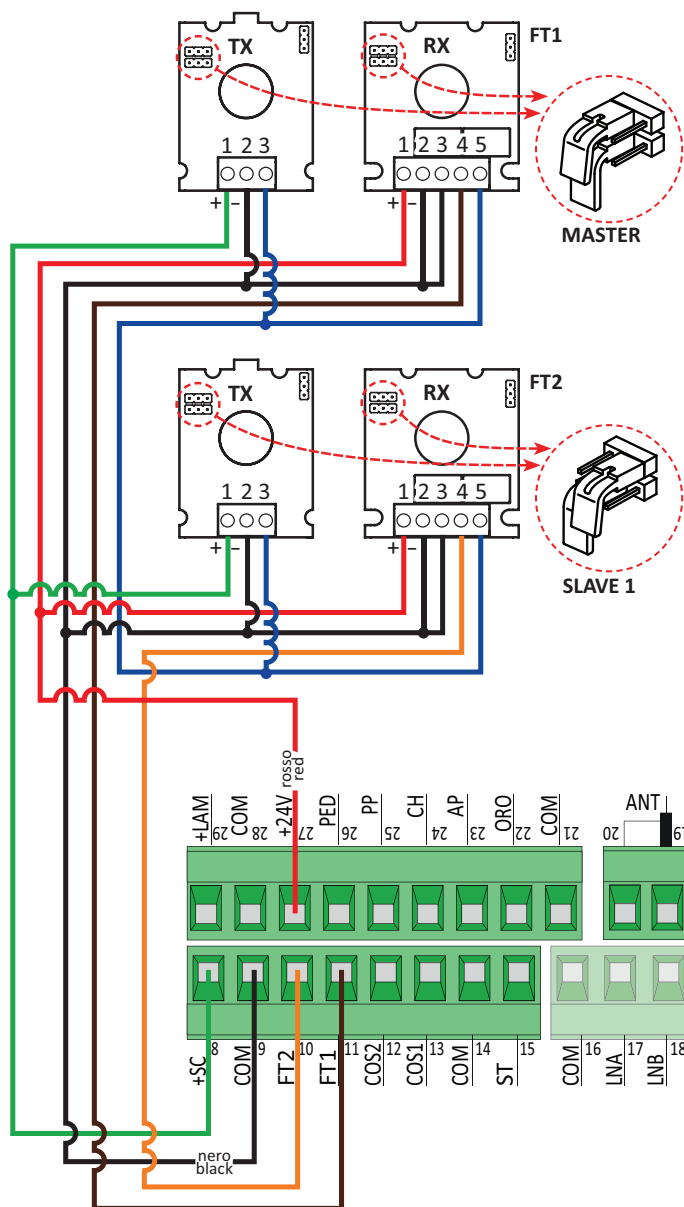 TX RX FT1
1 2 3 1 2 3 4 5
+ − + −
MASTER
TX RX FT2
1 2 3 1 2 3 4 5
+ − + −
SLAVE 1
rosso
red
+LAM COM +24V PED PP CH AP ORO COM ANT
29 28 27 26 25 24 23 22 21 20 19
8 9 10 11 12 13 14 15 16 17 18
+SC COM FT2 FT1 COS2 COS1 COM ST COM LNA LNB
nero
black